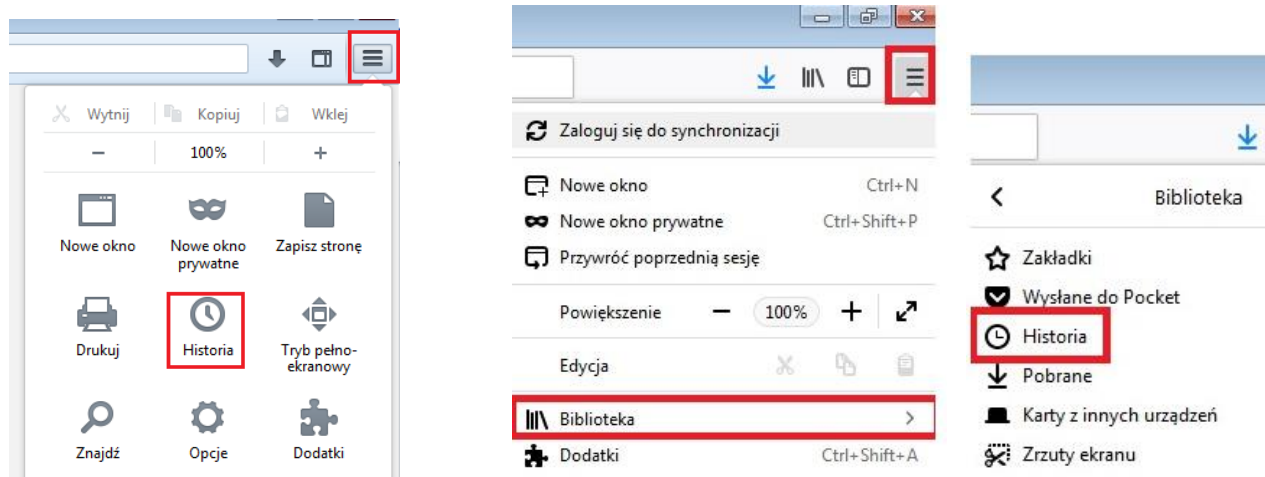 Wytnij Kopiuj Wklej
− 100% +
Nowe okno Nowe okno prywatne Zapisz stronę
Drukuj Historia Tryb pełno-
ekranowy
Znajdź Opcje Dodatki
Zaloguj się do synchronizacji
Nowe okno Ctrl+N
Nowe okno prywatne Ctrl+Shift+P
Przywróć poprzednią sesję
Powiększenie − 100% +
Edycja
Biblioteka >
Dodatki Ctrl+Shift+A
Biblioteka
Zakładki
Wysłane do Pocket
Historia
Pobrane
Karty z innych urządzeń
Zrzuty ekranu